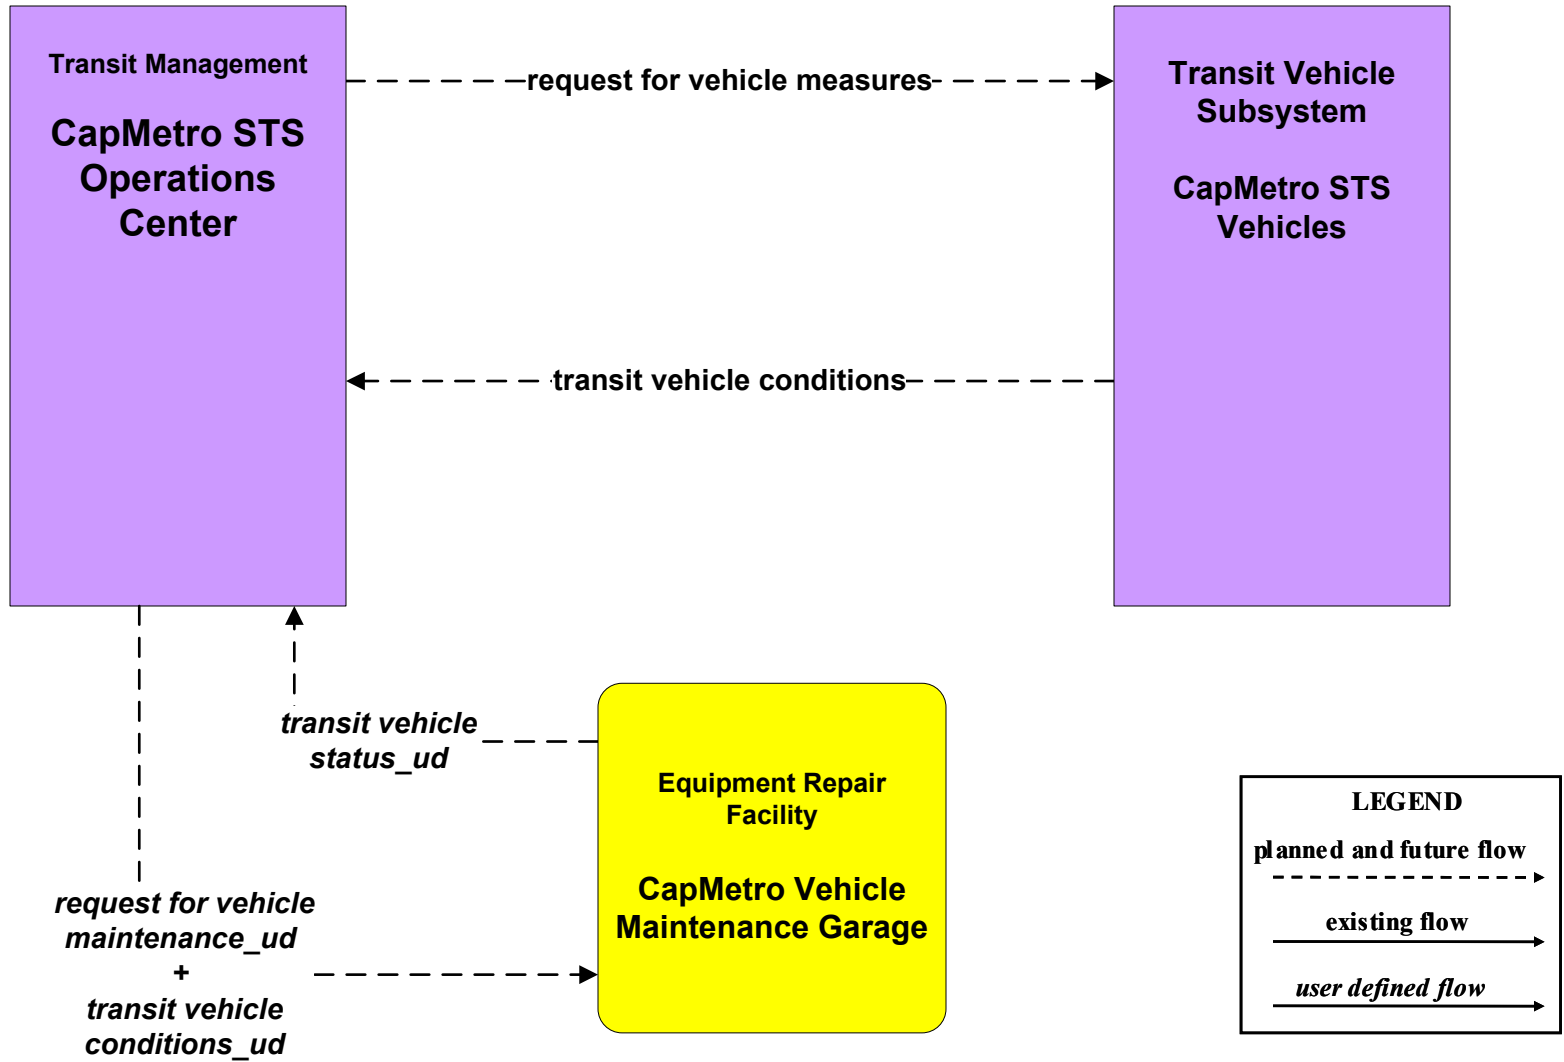 Transit Management
CapMetro STS
Operations
Center
request for vehicle measures
Transit Vehicle
Subsystem
CapMetro STS
Vehicles
transit vehicle conditions
transit vehicle
status_ud
Equipment Repair
Facility
CapMetro Vehicle
Maintenance Garage
request for vehicle
maintenance_ud
+
transit vehicle
conditions_ud
LEGEND
planned and future flow
existing flow
user defined flow